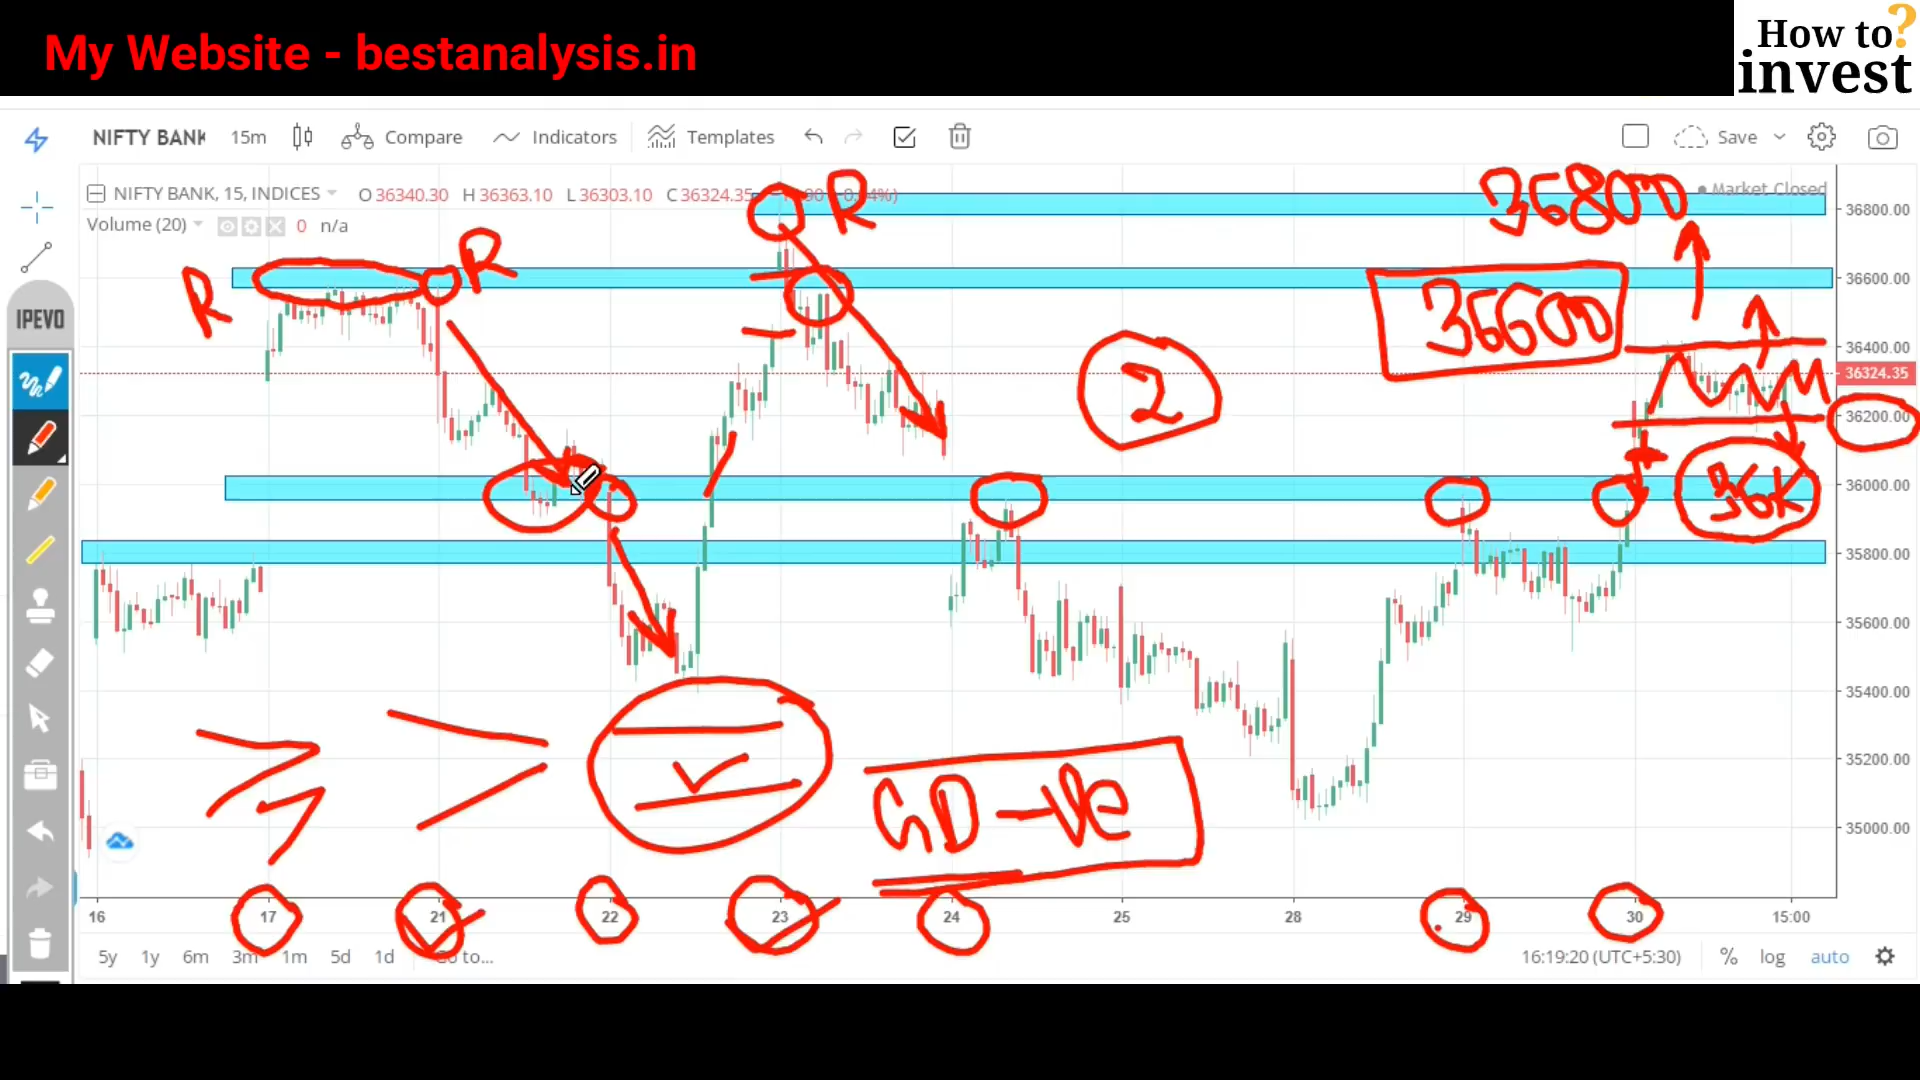 My Website - bestanalysis.in
How to?
invest
NIFTY BANK 15m Compare Indicators Templates Save
NIFTY BANK, 15, INDICES O 36340.30 H 36363.10 L 36303.10 C 36324.35
Market Closed
Volume (20) 0 n/a
IPEVO
R
R
R
36800
36600
2
36K
GD -Ve
36800.00
36600.00
36400.00
36324.35
36200.00
36000.00
35800.00
35600.00
35400.00
35200.00
35000.00
16 17 21 22 23 24 25 28 29 30 15:00
5y 1y 6m 3m 1m 5d 1d to... 16:19:20 (UTC+5:30) % log auto